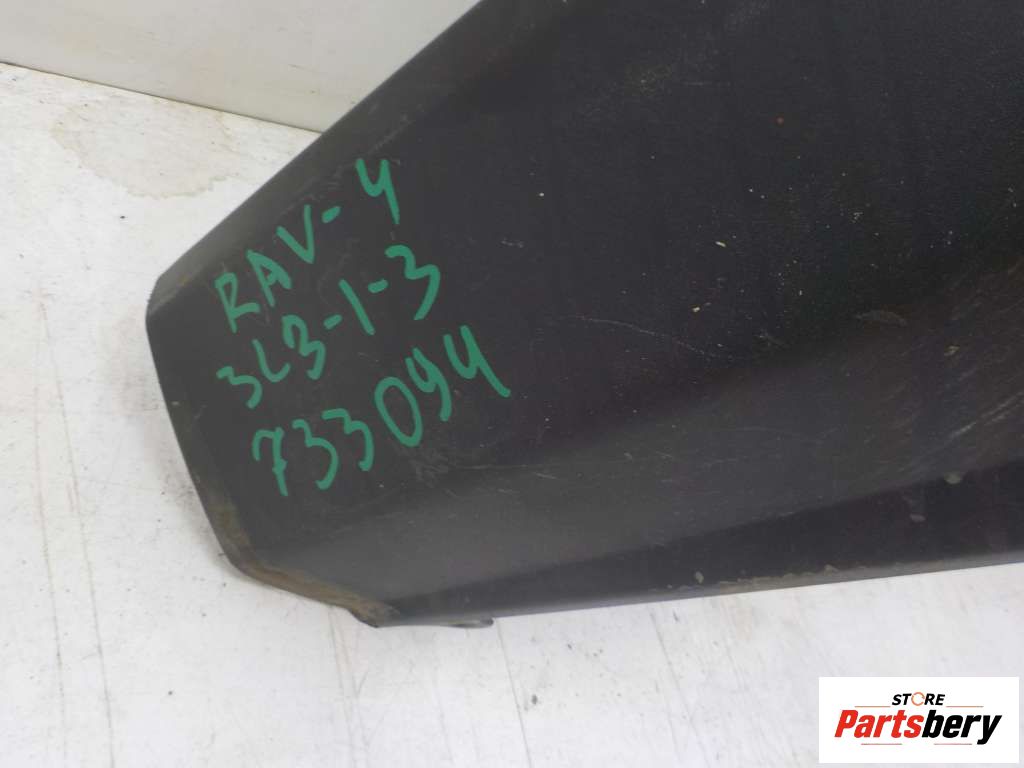 RAV-4
3L3-1-3
733094
STORE
Partsbery